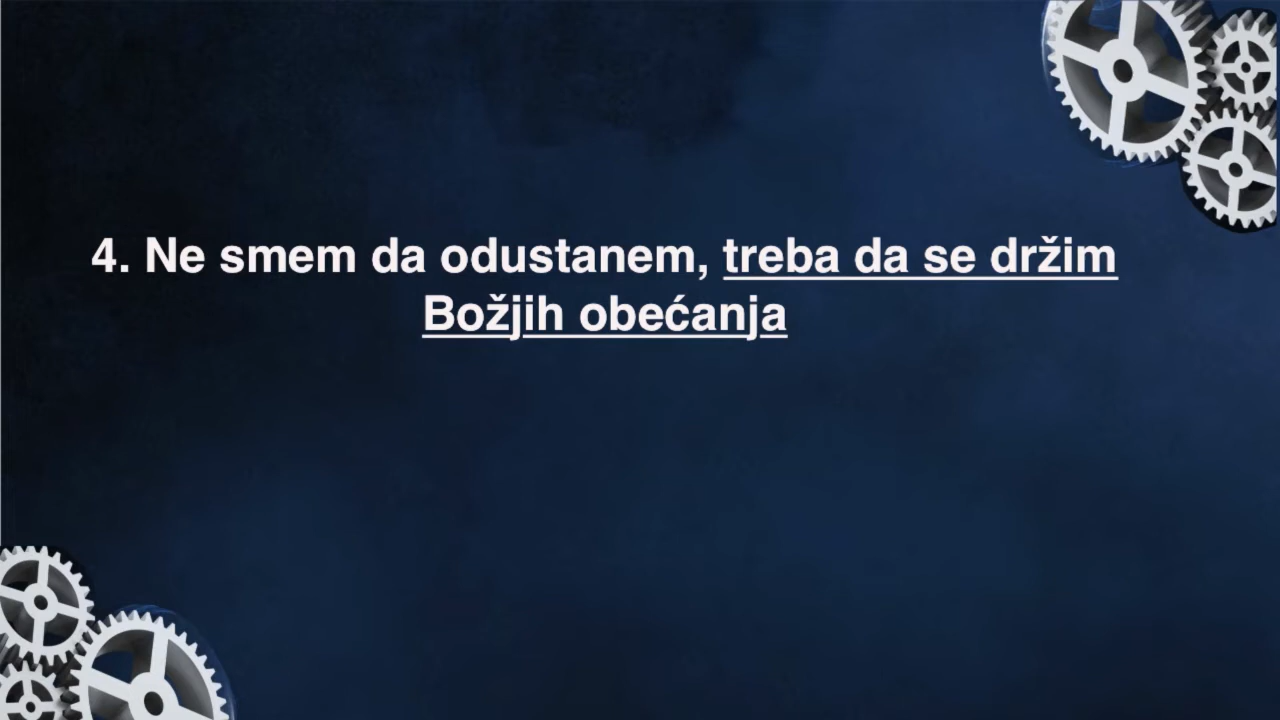 4. Ne smem da odustanem, treba da se držim
Božjih obećanja